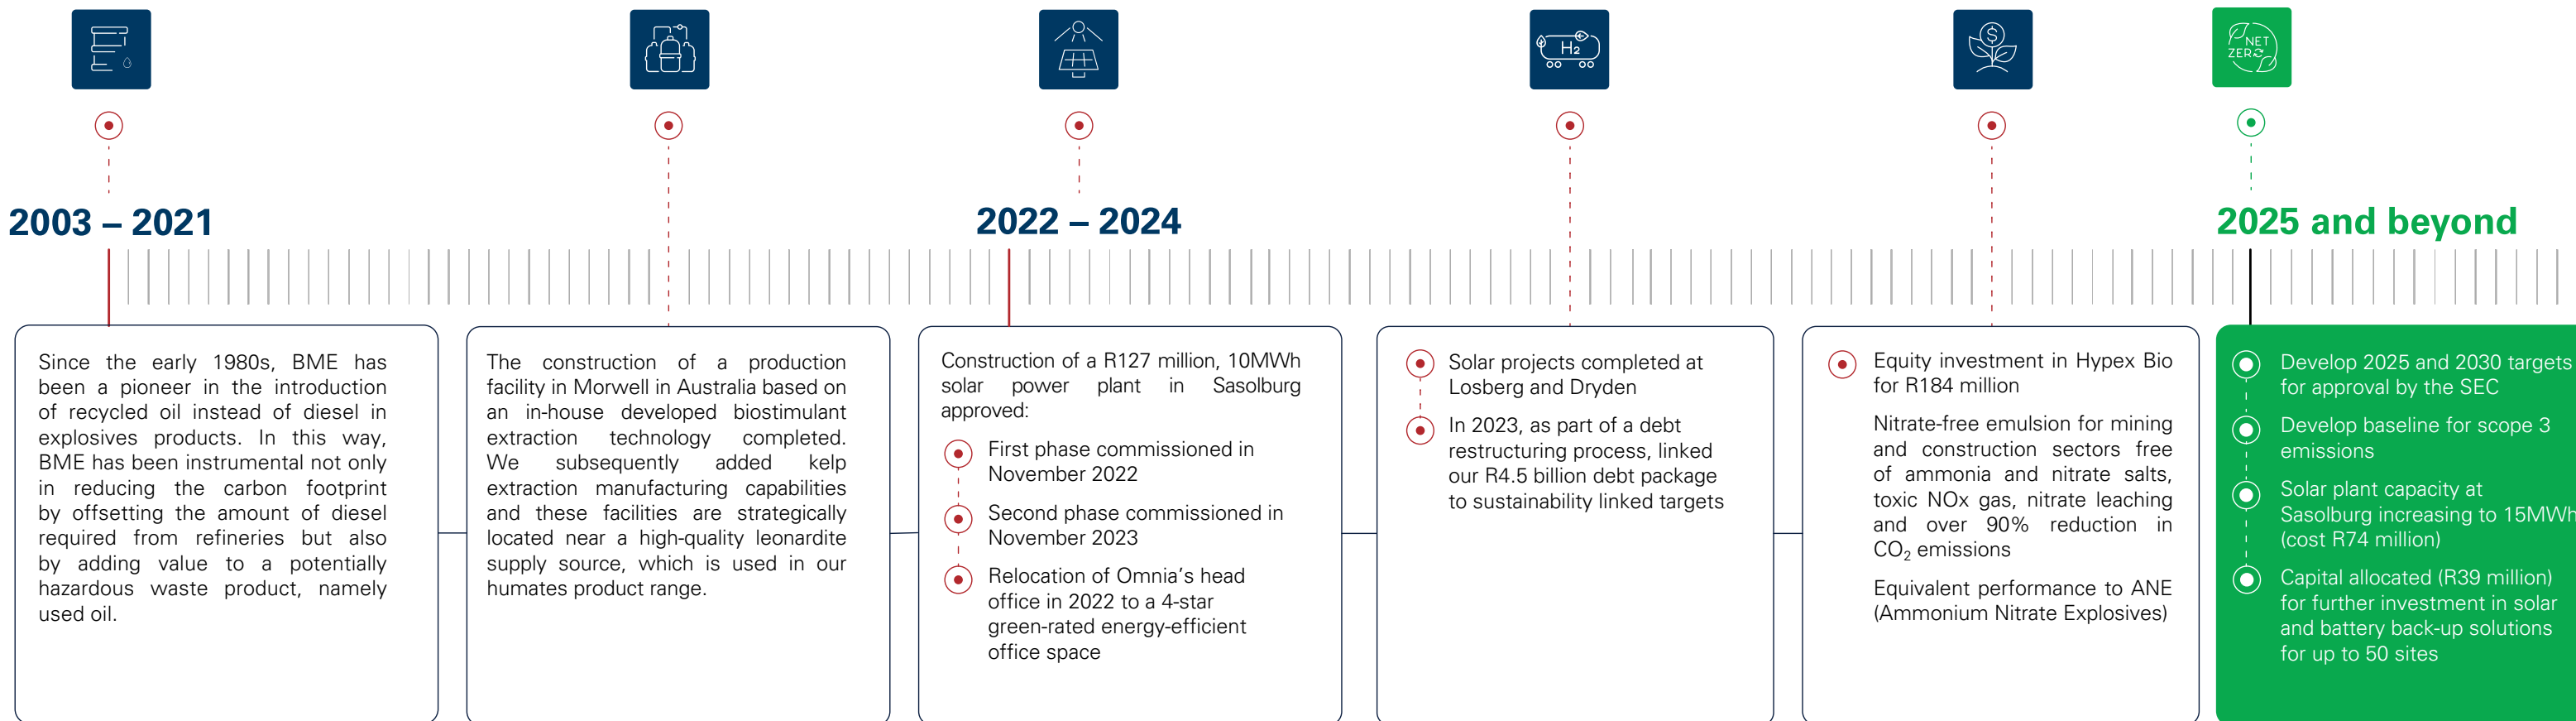 H2
$
NET
ZERO
2003 – 2021
2022 – 2024
2025 and beyond
Since the early 1980s, BME has
been a pioneer in the introduction
of recycled oil instead of diesel in
explosives products. In this way,
BME has been instrumental not only
in reducing the carbon footprint
by offsetting the amount of diesel
required from refineries but also
by adding value to a potentially
hazardous waste product, namely
used oil.
The construction of a production
facility in Morwell in Australia based on
an in-house developed biostimulant
extraction technology completed.
We subsequently added kelp
extraction manufacturing capabilities
and these facilities are strategically
located near a high-quality leonardite
supply source, which is used in our
humates product range.
Construction of a R127 million, 10MWh
solar power plant in Sasolburg
approved:
First phase commissioned in
November 2022
Second phase commissioned in
November 2023
Relocation of Omnia’s head
office in 2022 to a 4-star
green-rated energy-efficient
office space
Solar projects completed at
Losberg and Dryden
In 2023, as part of a debt
restructuring process, linked
our R4.5 billion debt package
to sustainability linked targets
Equity investment in Hypex Bio
for R184 million
Nitrate-free emulsion for mining
and construction sectors free
of ammonia and nitrate salts,
toxic NOx gas, nitrate leaching
and over 90% reduction in
CO₂ emissions
Equivalent performance to ANE
(Ammonium Nitrate Explosives)
Develop 2025 and 2030 targets
for approval by the SEC
Develop baseline for scope 3
emissions
Solar plant capacity at
Sasolburg increasing to 15MWh
(cost R74 million)
Capital allocated (R39 million)
for further investment in solar
and battery back-up solutions
for up to 50 sites